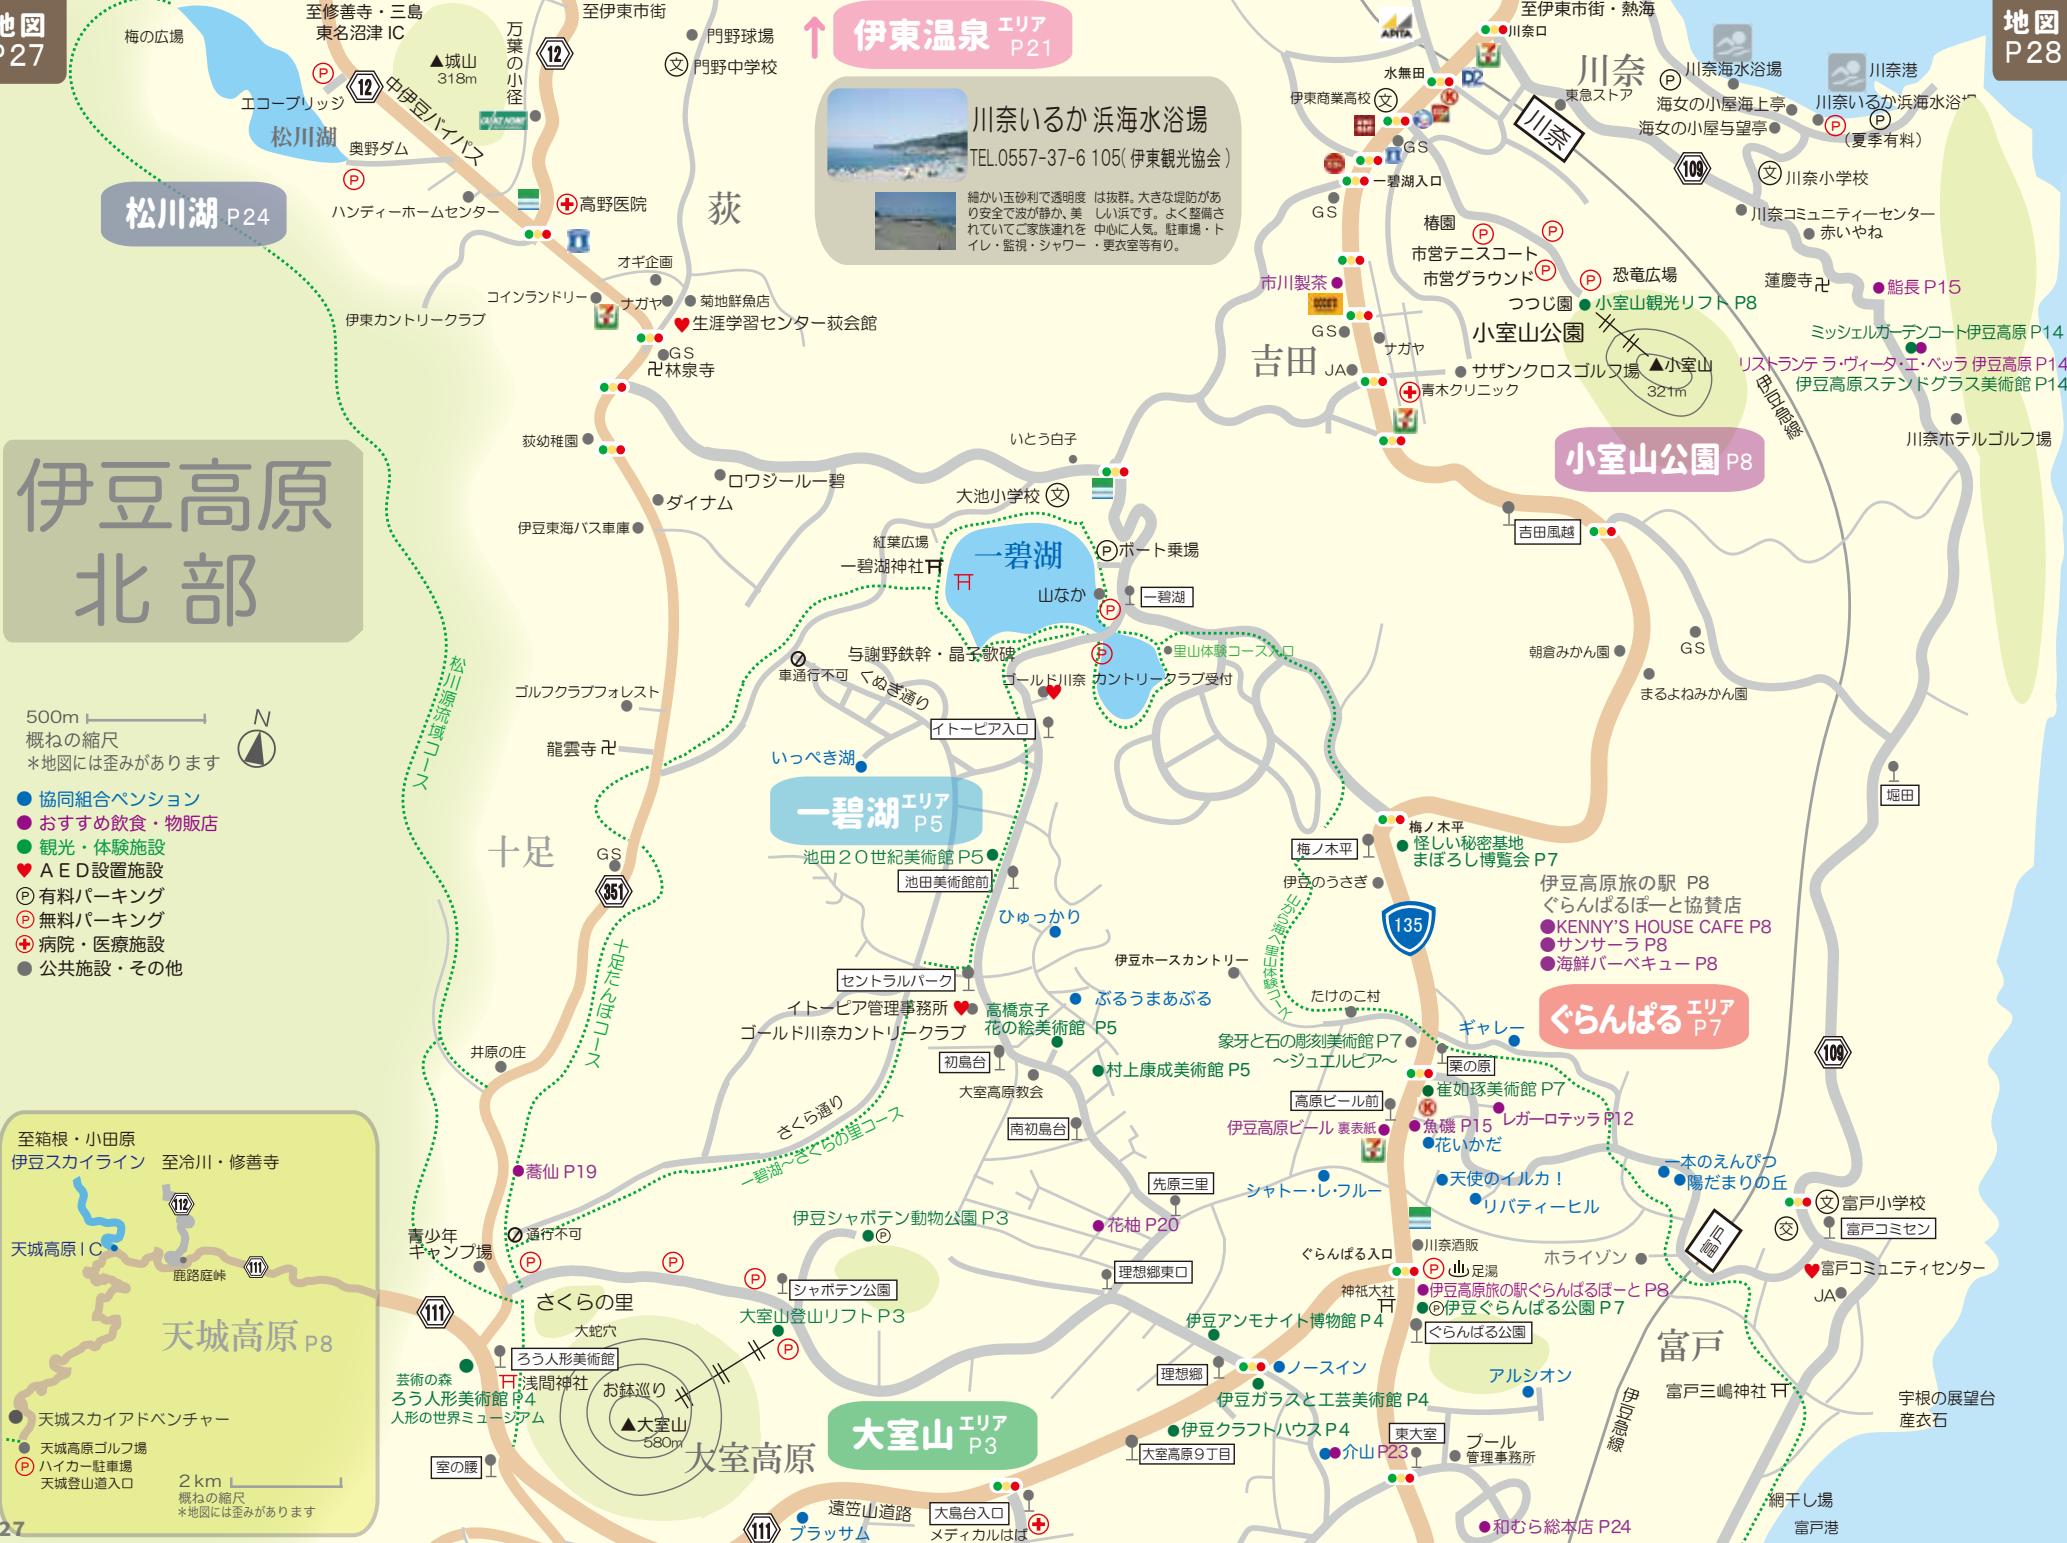 地図
P27
梅の広場
至修善寺・三島
東名沼津 IC
▲城山
318m
12
中伊豆バイパス
エコーブリッジ
松川湖
奥野ダム
松川湖 P24
万葉の小径
12
至伊東市街
門野球場
文 門野中学校
ハンディーホームセンター
高野医院
荻
オギ企画
コインランドリー
ナガヤ
菊地鮮魚店
伊東カントリークラブ
生涯学習センター荻会館
GS
卍林泉寺
↑
伊東温泉 エリア
P21
川奈いるか浜海水浴場
TEL.0557-37-6105(伊東観光協会)
細かい玉砂利で透明度は抜群。大きな堤防があ
り安全で波が静か、美しい浜です。よく整備さ
れていてご家族連れを中心に人気。駐車場・ト
イレ・監視・シャワー・更衣室等有り。
至伊東市街・熱海
APITA
川奈口
水無田
D2
伊東商業高校 文
GS
一碧湖入口
GS
川奈
東急ストア
川奈
川奈海水浴場
海女の小屋海上亭
海女の小屋与望亭
川奈港
川奈いるか浜海水浴場
(夏季有料)
109
文 川奈小学校
川奈コミュニティーセンター
赤いやね
蓮慶寺卍
鮨長 P15
地図
P28
椿園
市営テニスコート
市営グラウンド
恐竜広場
つつじ園
小室山観光リフト P8
小室山公園
市川製茶
GS
ナガヤ
吉田
JA
サザンクロスゴルフ場
▲小室山
321m
青木クリニック
ミッシェルガーデンコート伊豆高原 P14
リストランテ ラ・ヴィータ・エ・ベッラ 伊豆高原 P14
伊豆高原ステンドグラス美術館 P14
伊豆急線
川奈ホテルゴルフ場
小室山公園 P8
吉田風越
伊豆高原
北部
荻幼稚園
ロワジール一碧
ダイナム
伊豆東海バス車庫
いとう白子
大池小学校 文
紅葉広場
一碧湖神社
一碧湖
ボート乗場
山なか
一碧湖
与謝野鉄幹・晶子歌碑
里山体験コース入口
車通行不可
くぬぎ通り
ゴールド川奈 カントリークラブ受付
イトーピア入口
ゴルフクラブフォレスト
龍雲寺 卍
松川源流域コース
いっぺき湖
一碧湖 エリア
P5
朝倉みかん園
GS
まるよねみかん園
堀田
500m
N
概ねの縮尺
*地図には歪みがあります
協同組合ペンション
おすすめ飲食・物販店
観光・体験施設
AED設置施設
P 有料パーキング
P 無料パーキング
病院・医療施設
公共施設・その他
十足
GS
351
十足たんぽコース
池田20世紀美術館 P5
池田美術館前
ひゅっかり
梅ノ木平
梅ノ木平
怪しい秘密基地
まぼろし博覧会 P7
伊豆のうさぎ
135
伊豆高原旅の駅 P8
ぐらんぱるぽーと協賛店
KENNY'S HOUSE CAFE P8
サンサーラ P8
海鮮バーベキュー P8
伊豆ホースカントリー
山から海へ里山体験コース
セントラルパーク
イトーピア管理事務所
ゴールド川奈カントリークラブ
高橋京子
花の絵美術館 P5
ぶるうまあぶる
たけのこ村
ぐらんぱる エリア
P7
ギャレー
象牙と石の彫刻美術館 P7
~ジュエルピア~
栗の原
井原の庄
初島台
大室高原教会
村上康成美術館 P5
崔如琢美術館 P7
高原ビール前
109
さくら通り
南初島台
伊豆高原ビール 裏表紙
魚磯 P15
レガーロテッラ P12
花いかだ
一碧湖~さくらの里コース
蕎仙 P19
先原三里
シャトー・レ・フルー
天使のイルカ!
リバティーヒル
一本のえんぴつ
陽だまりの丘
文 富戸小学校
富戸コミセン
交
至箱根・小田原
伊豆スカイライン
至冷川・修善寺
112
天城高原IC
鹿路庭峠
111
天城高原 P8
天城スカイアドベンチャー
天城高原ゴルフ場
ハイカー駐車場
天城登山道入口
2km
概ねの縮尺
*地図には歪みがあります
27
青少年
キャンプ場
通行不可
伊豆シャボテン動物公園 P3
花柚 P20
理想郷東口
ぐらんぱる入口
川奈酒販
ホライゾン
富戸
富戸コミュニティセンター
JA
足湯
神祇大社
伊豆高原旅の駅ぐらんぱるぽーと P8
伊豆ぐらんぱる公園 P7
ぐらんぱる公園
111
さくらの里
大蛇穴
シャボテン公園
大室山登山リフト P3
伊豆アンモナイト博物館 P4
芸術の森
ろう人形美術館 P4
人形の世界ミュージアム
ろう人形美術館
浅間神社
お鉢巡り
▲大室山
580m
室の腰
大室高原
大室山 エリア
P3
理想郷
ノースイン
伊豆ガラスと工芸美術館 P4
伊豆クラフトハウス P4
大室高原9丁目
介山 P23
アルシオン
富戸
富戸三嶋神社
宇根の展望台
産衣石
東大室
プール
管理事務所
伊豆急線
網干し場
富戸港
111
ブラッサム
遠笠山道路
大島台入口
メディカルはば
和むら総本店 P24